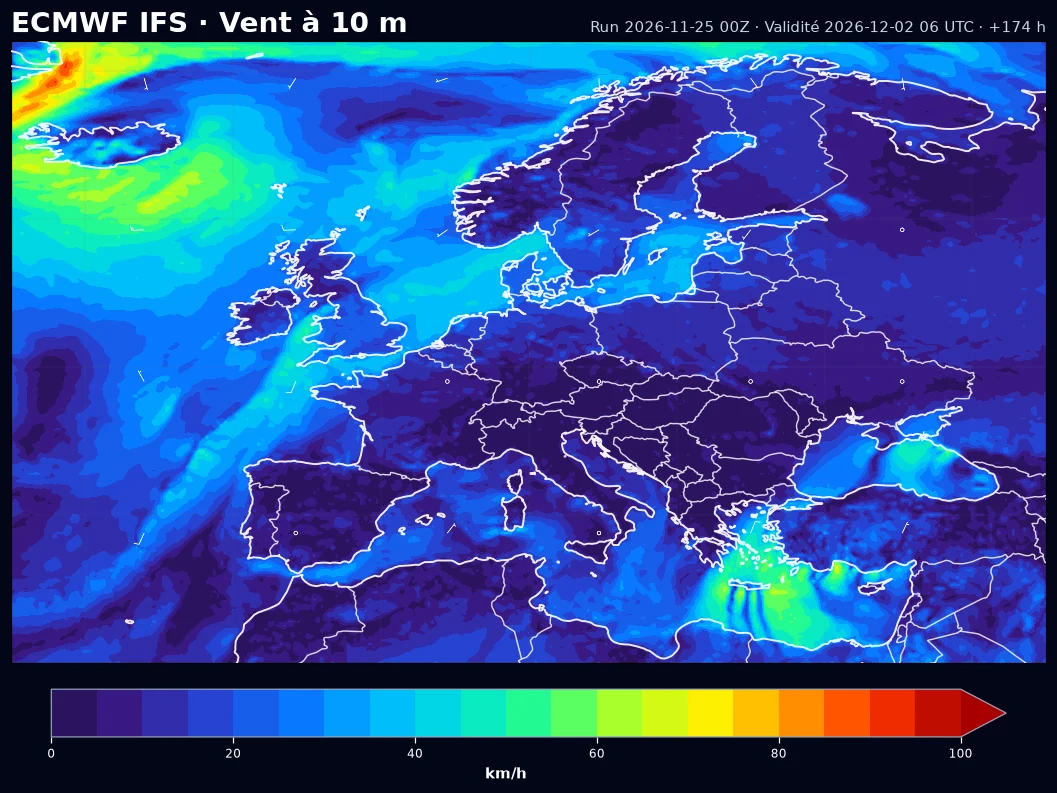 ECMWF IFS · Vent à 10 m
Run 2026-11-25 00Z · Validité 2026-12-02 06 UTC · +174 h
0 20 40 60 80 100
km/h